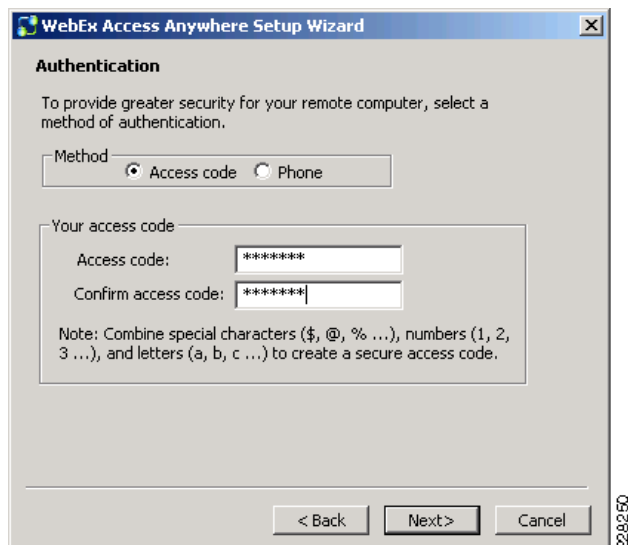 WebEx Access Anywhere Setup Wizard
Authentication
To provide greater security for your remote computer, select a
method of authentication.
Method
Access code Phone
Your access code
Access code: *******
Confirm access code: *******
Note: Combine special characters ($, @, % ...), numbers (1, 2,
3 ...), and letters (a, b, c ...) to create a secure access code.
< Back Next> Cancel
228250